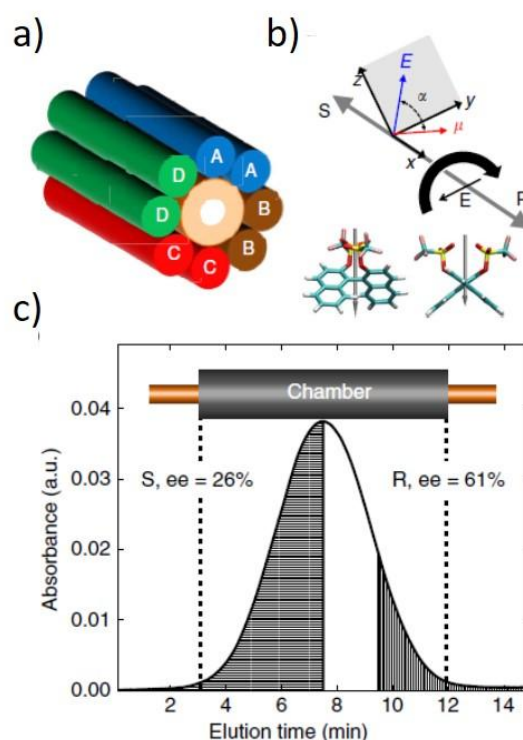 a)
A
A
D
B
D
B
C
C
b)
E
z
α
y
S
μ
x
E
R
c)
Chamber
0.04
S, ee = 26%
R, ee = 61%
0.03
0.02
0.01
0.00
Absorbance (a.u.)
2 4 6 8 10 12 14
Elution time (min)